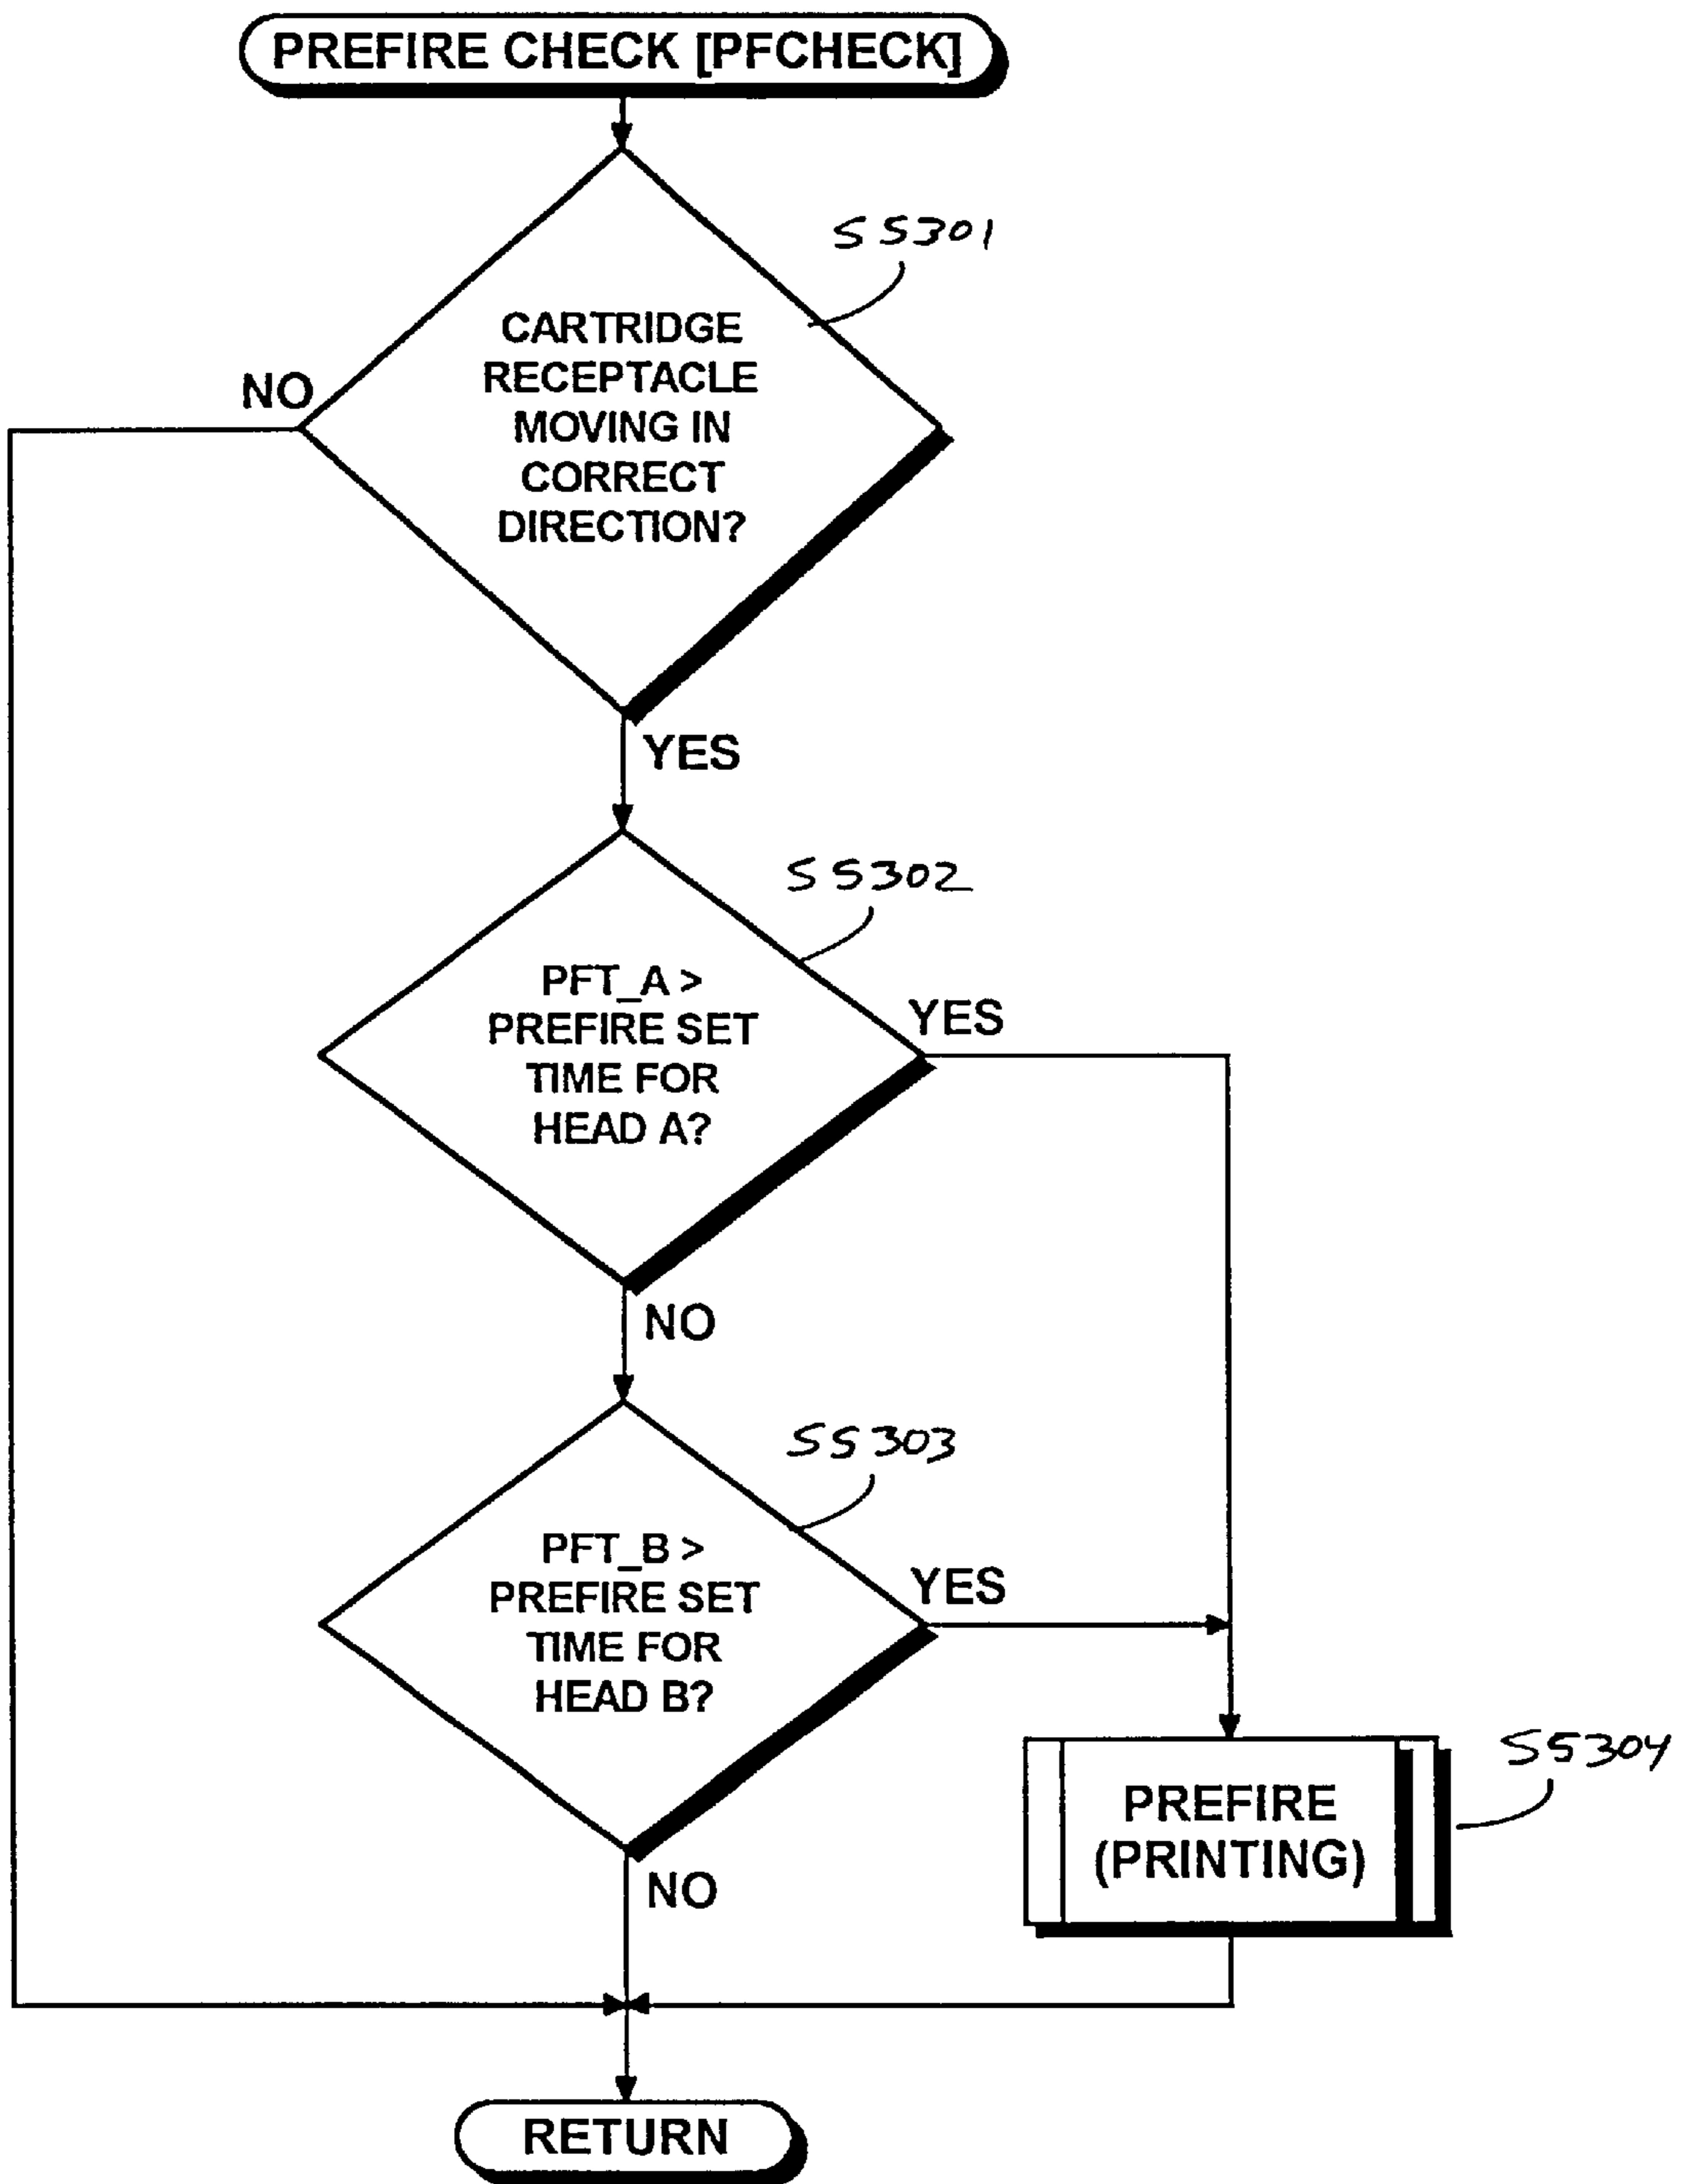 PREFIRE CHECK [PFCHECK]
S5301
CARTRIDGE
RECEPTACLE
MOVING IN
CORRECT
DIRECTION?
NO
YES
S5302
PFT_A >
PREFIRE SET
TIME FOR
HEAD A?
YES
NO
S5303
PFT_B >
PREFIRE SET
TIME FOR
HEAD B?
YES
NO
S5304
PREFIRE
(PRINTING)
RETURN